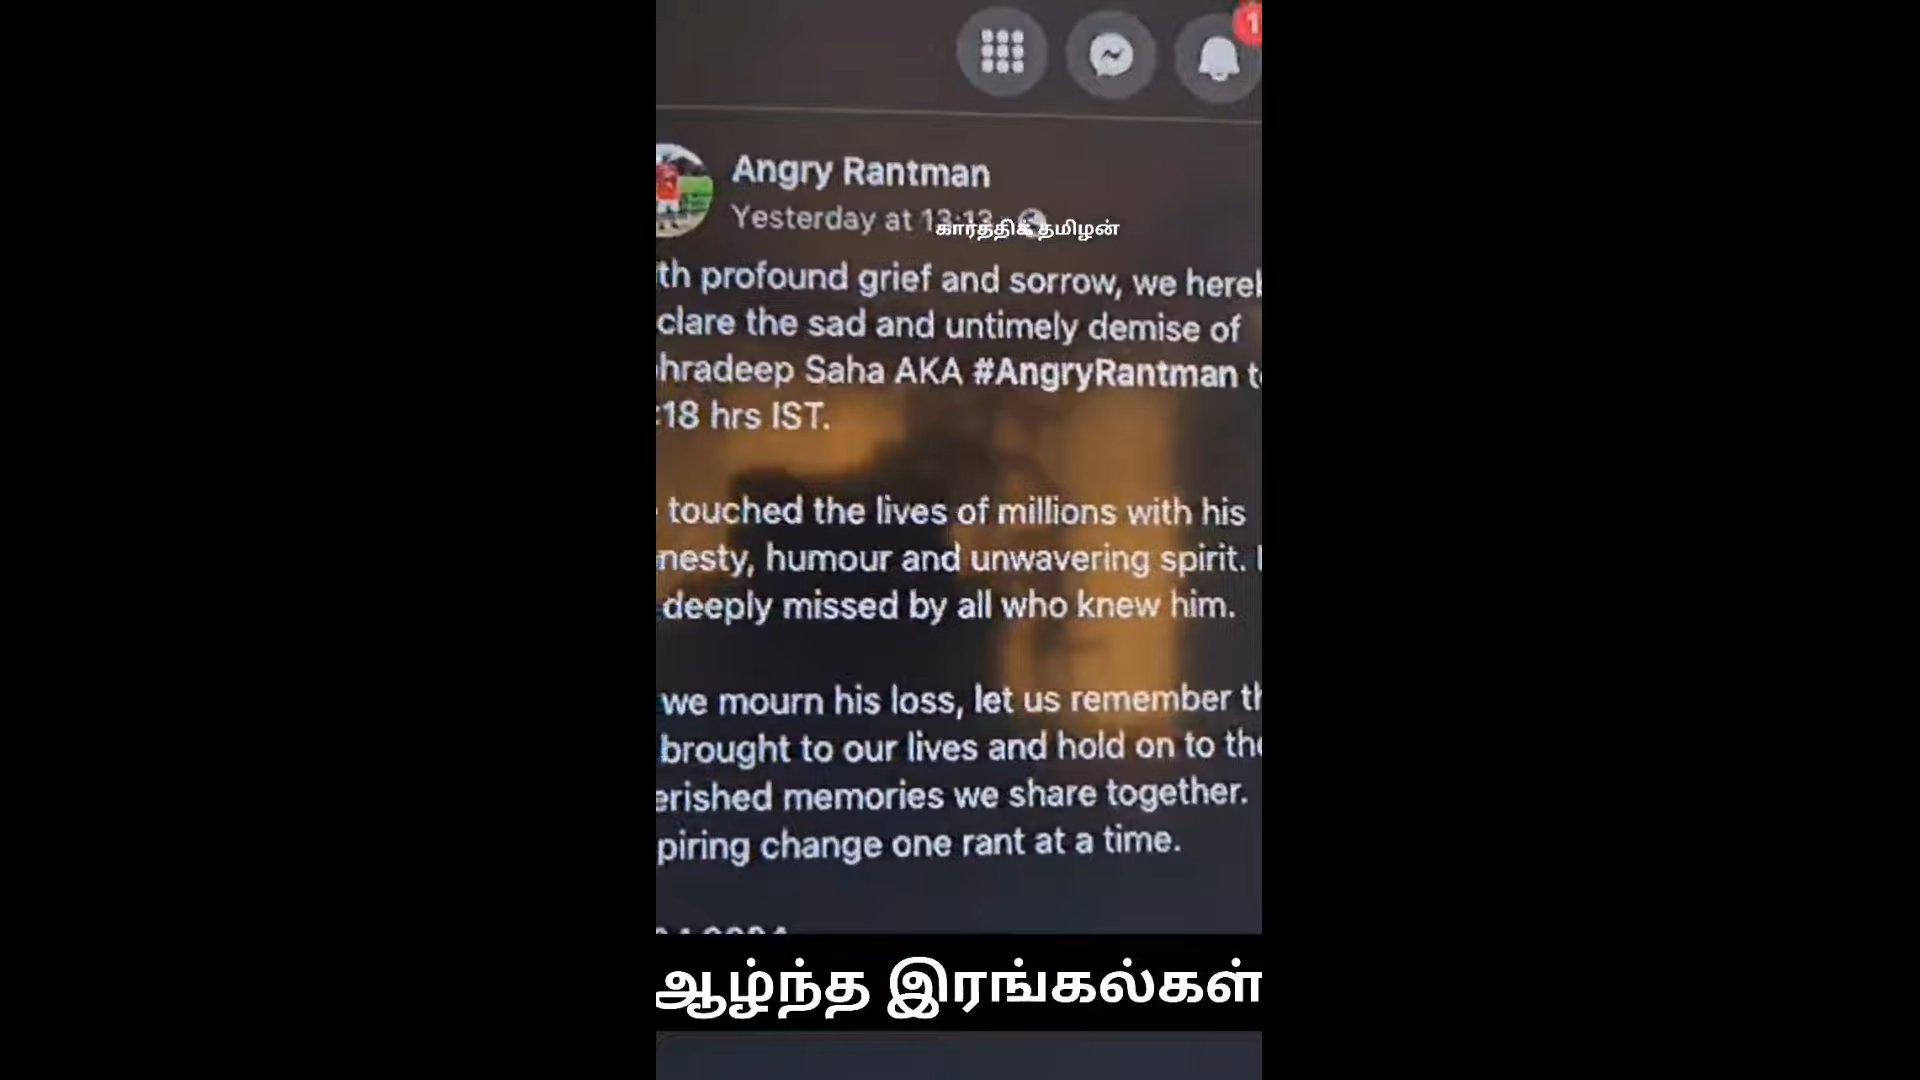 1
Angry Rantman
Yesterday at 13:13
கார்த்திக் தமிழன்
th profound grief and sorrow, we hereb
clare the sad and untimely demise of
hradeep Saha AKA #AngryRantman to
:18 hrs IST.
touched the lives of millions with his
nesty, humour and unwavering spirit.
deeply missed by all who knew him.
we mourn his loss, let us remember th
brought to our lives and hold on to the
erished memories we share together.
piring change one rant at a time.
ஆழ்ந்த இரங்கல்கள்